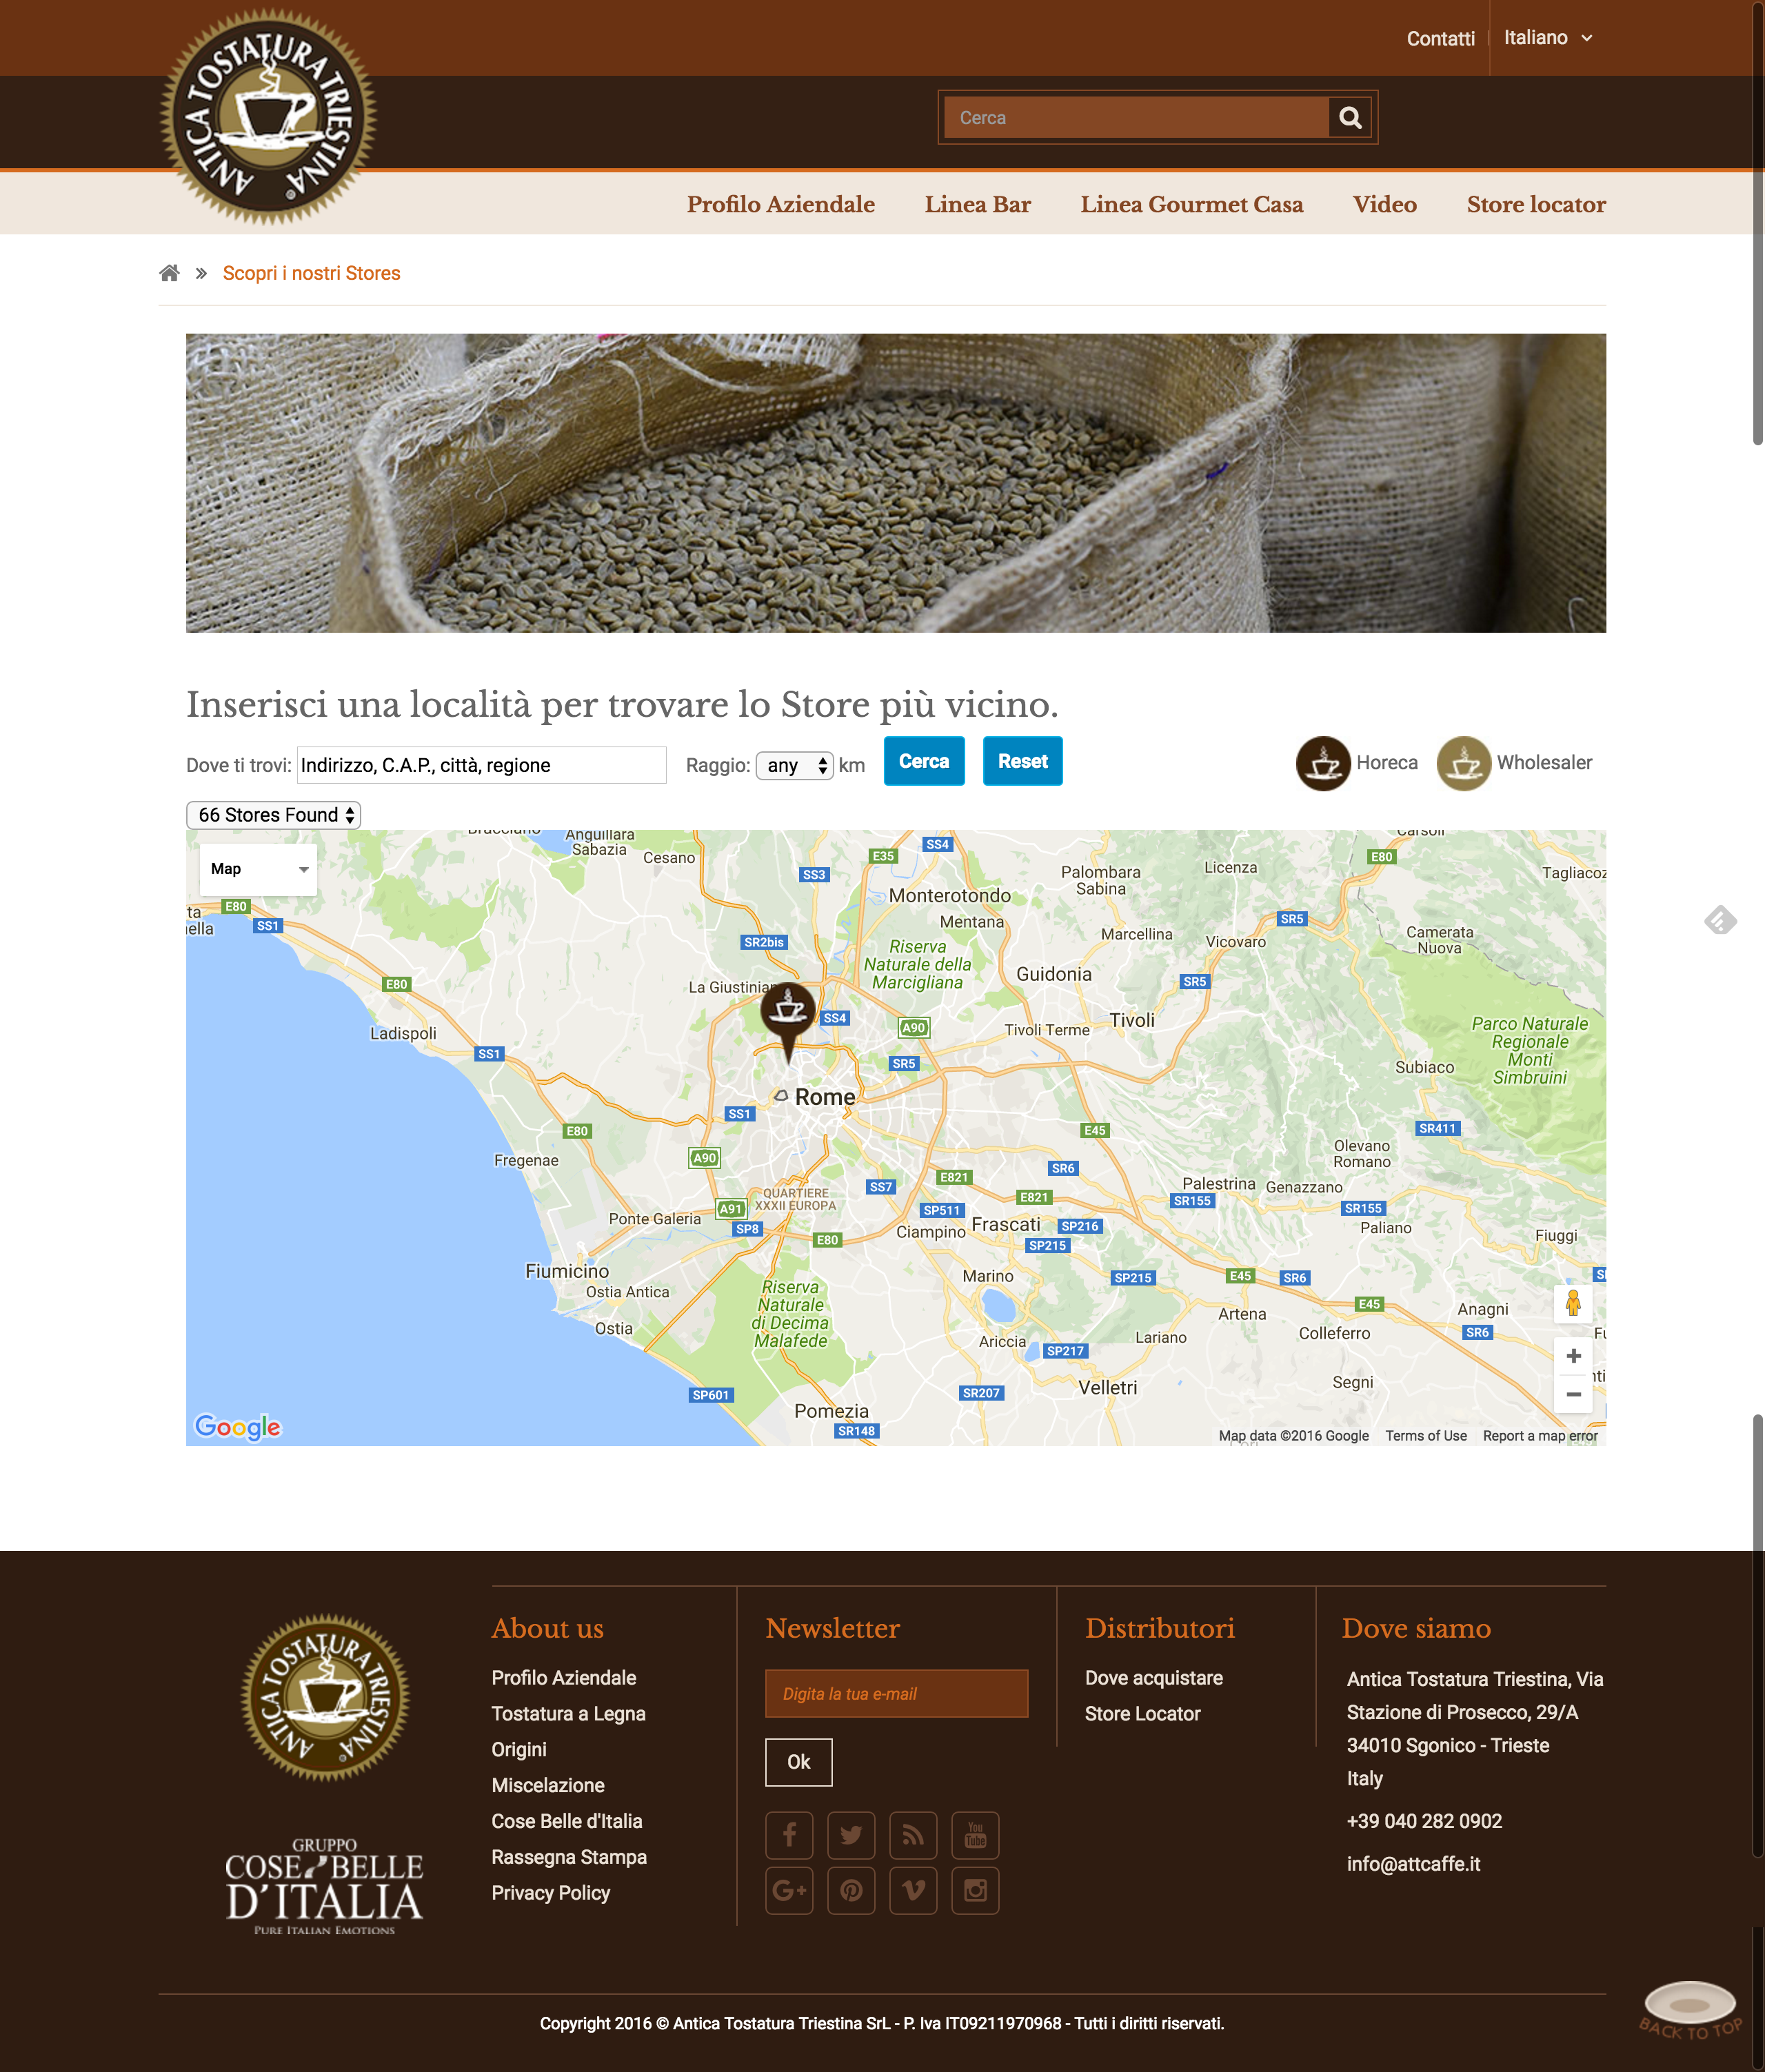 Contatti
Italiano
ANTICA TOSTATURA TRIESTINA
®
Cerca
Profilo Aziendale
Linea Bar
Linea Gourmet Casa
Video
Store locator
» Scopri i nostri Stores
Inserisci una località per trovare lo Store più vicino.
Dove ti trovi: Indirizzo, C.A.P., città, regione
Raggio: any km
Cerca
Reset
Horeca
Wholesaler
66 Stores Found
Map
Anguillara
Sabazia
Cesano
E35
SS4
SS3
Monterotondo
Mentana
Palombara
Sabina
Licenza
E80
Carsoli
Tagliacoz
E80
SS1
ta
ella
SR2bis
Riserva
Naturale della
Marcigliana
Marcellina
Vicovaro
SR5
Camerata
Nuova
E80
La Giustinian
Guidonia
SR5
SS4
A90
Tivoli Terme
Tivoli
Ladispoli
SS1
SR5
Parco Naturale
Regionale
Monti
Simbruini
Subiaco
Rome
SS1
E80
E45
SR411
Fregenae
A90
Olevano
Romano
SR6
E821
SS7
E821
Palestrina
Genazzano
QUARTIERE
XXXII EUROPA
A91
SP8
SP511
SR155
SR155
Ponte Galeria
Ciampino
Frascati
SP216
Paliano
E80
SP215
Fiuggi
Fiumicino
Ostia Antica
Marino
SP215
E45
SR6
Riserva
Naturale
di Decima
Malafede
Artena
E45
Anagni
Ostia
Ariccia
Lariano
Colleferro
SR6
SP217
SP601
SR207
Velletri
Segni
Pomezia
SR148
Google
Map data ©2016 Google
Terms of Use
Report a map error
ANTICA TOSTATURA TRIESTINA
®
GRUPPO
COSE BELLE
D'ITALIA
PURE ITALIAN EMOTIONS
About us
Profilo Aziendale
Tostatura a Legna
Origini
Miscelazione
Cose Belle d'Italia
Rassegna Stampa
Privacy Policy
Newsletter
Digita la tua e-mail
Ok
You
Tube
G+
Distributori
Dove acquistare
Store Locator
Dove siamo
Antica Tostatura Triestina, Via
Stazione di Prosecco, 29/A
34010 Sgonico - Trieste
Italy
+39 040 282 0902
info@attcaffe.it
Copyright 2016 © Antica Tostatura Triestina SrL - P. Iva IT09211970968 - Tutti i diritti riservati.
BACK TO TOP